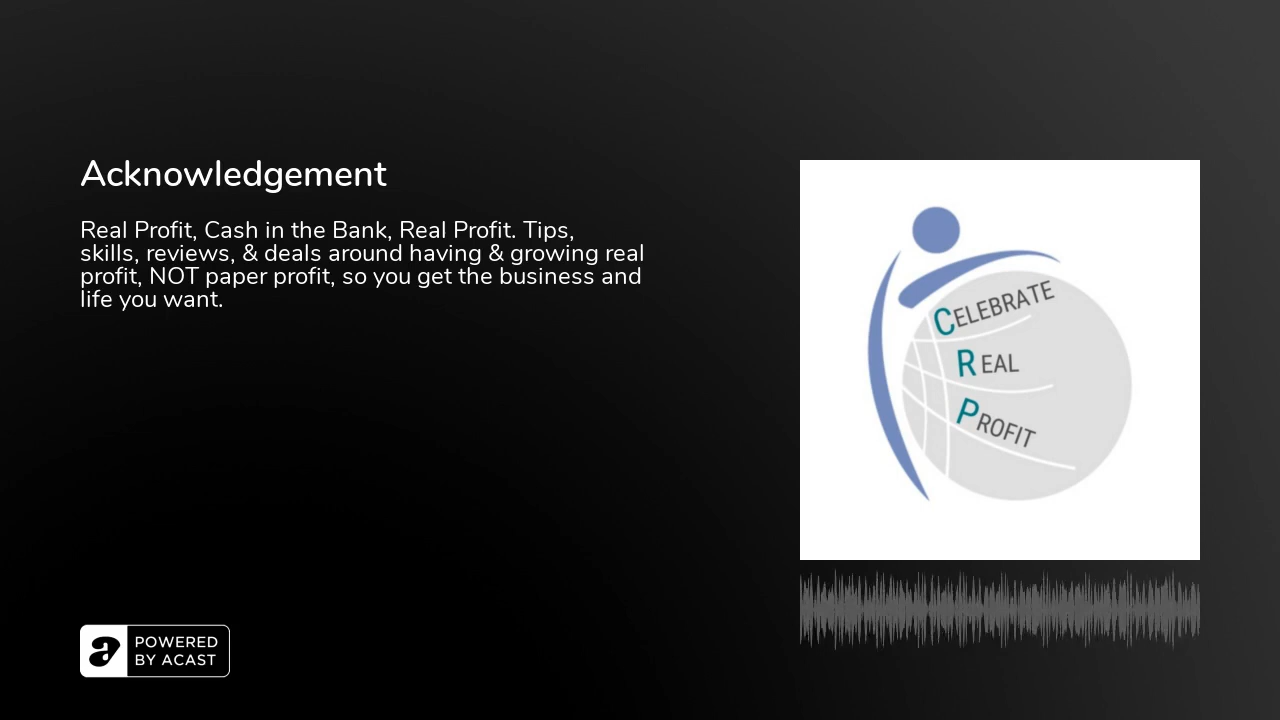 Acknowledgement
Real Profit, Cash in the Bank, Real Profit. Tips,
skills, reviews, & deals around having & growing real
profit, NOT paper profit, so you get the business and
life you want.
CELEBRATE
REAL
PROFIT
a POWERED
BY ACAST